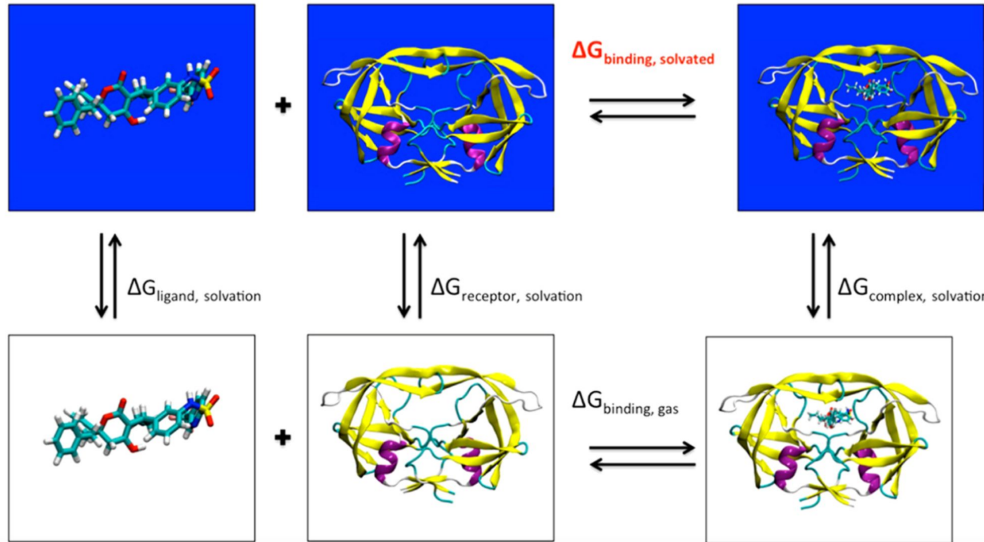 +
ΔGbinding, solvated
ΔGligand, solvation
ΔGreceptor, solvation
ΔGcomplex, solvation
+
ΔGbinding, gas